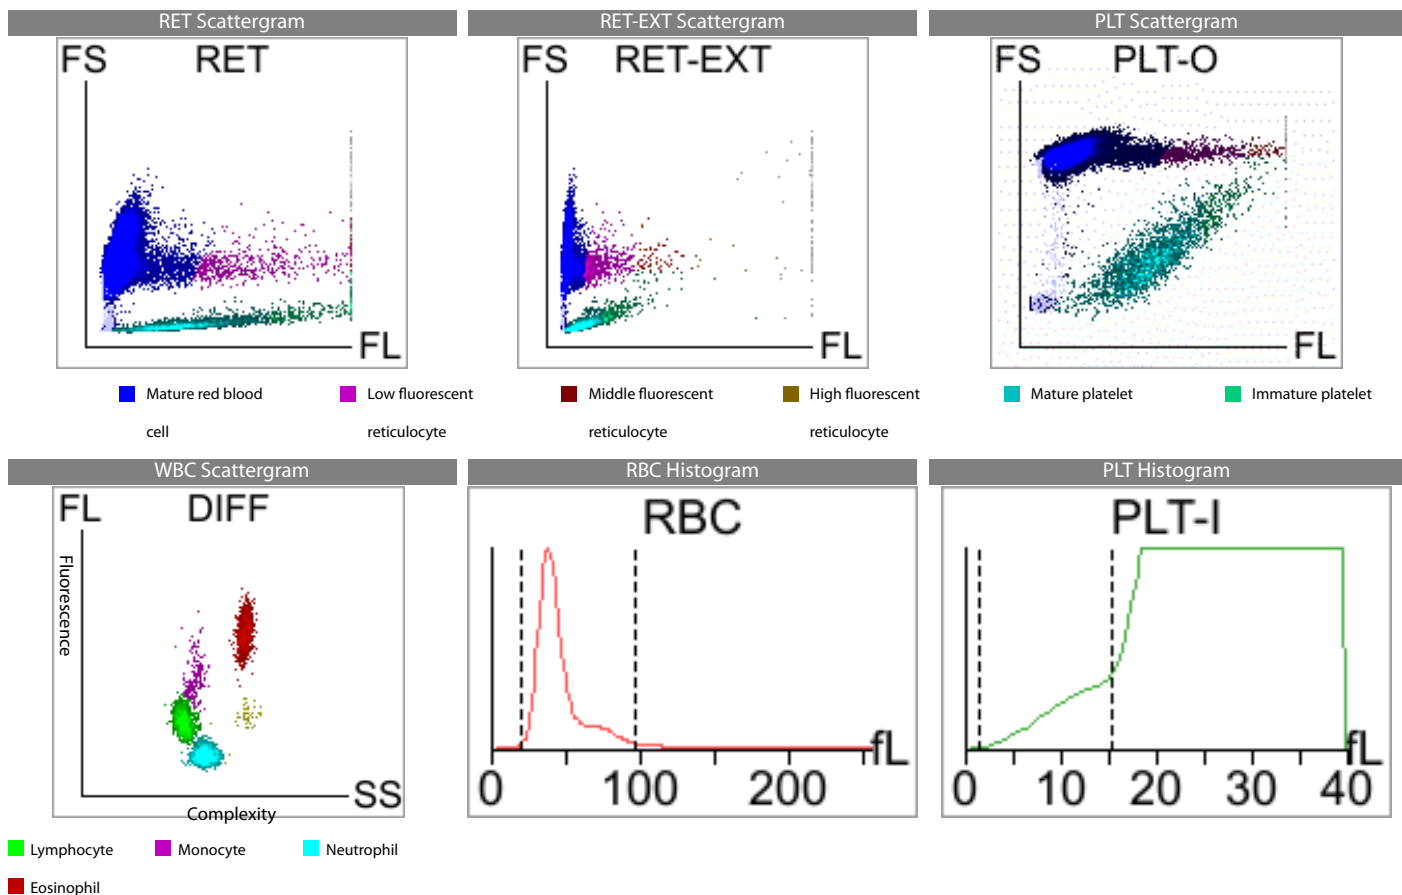 RET Scattergram
RET-EXT Scattergram
PLT Scattergram
FS RET
FL
FS RET-EXT
FL
FS PLT-O
FL
Mature red blood
cell
Low fluorescent
reticulocyte
Middle fluorescent
reticulocyte
High fluorescent
reticulocyte
Mature platelet
Immature platelet
WBC Scattergram
RBC Histogram
PLT Histogram
FL DIFF
Fluorescence
SS
Complexity
RBC
fL
0 100 200
PLT-I
fL
0 10 20 30 40
Lymphocyte
Monocyte
Neutrophil
Eosinophil